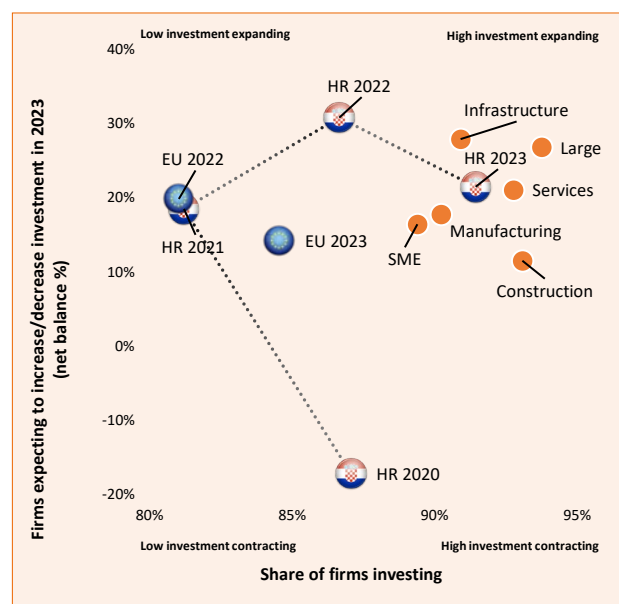 Low investment expanding
High investment expanding
40%
30%
20%
10%
0%
-10%
-20%
Firms expecting to increase/decrease investment in 2023
(net balance %)
HR 2022
Infrastructure
Large
EU 2022
HR 2023
Services
HR 2021
EU 2023
Manufacturing
SME
Construction
HR 2020
80%
85%
90%
95%
Low investment contracting
High investment contracting
Share of firms investing